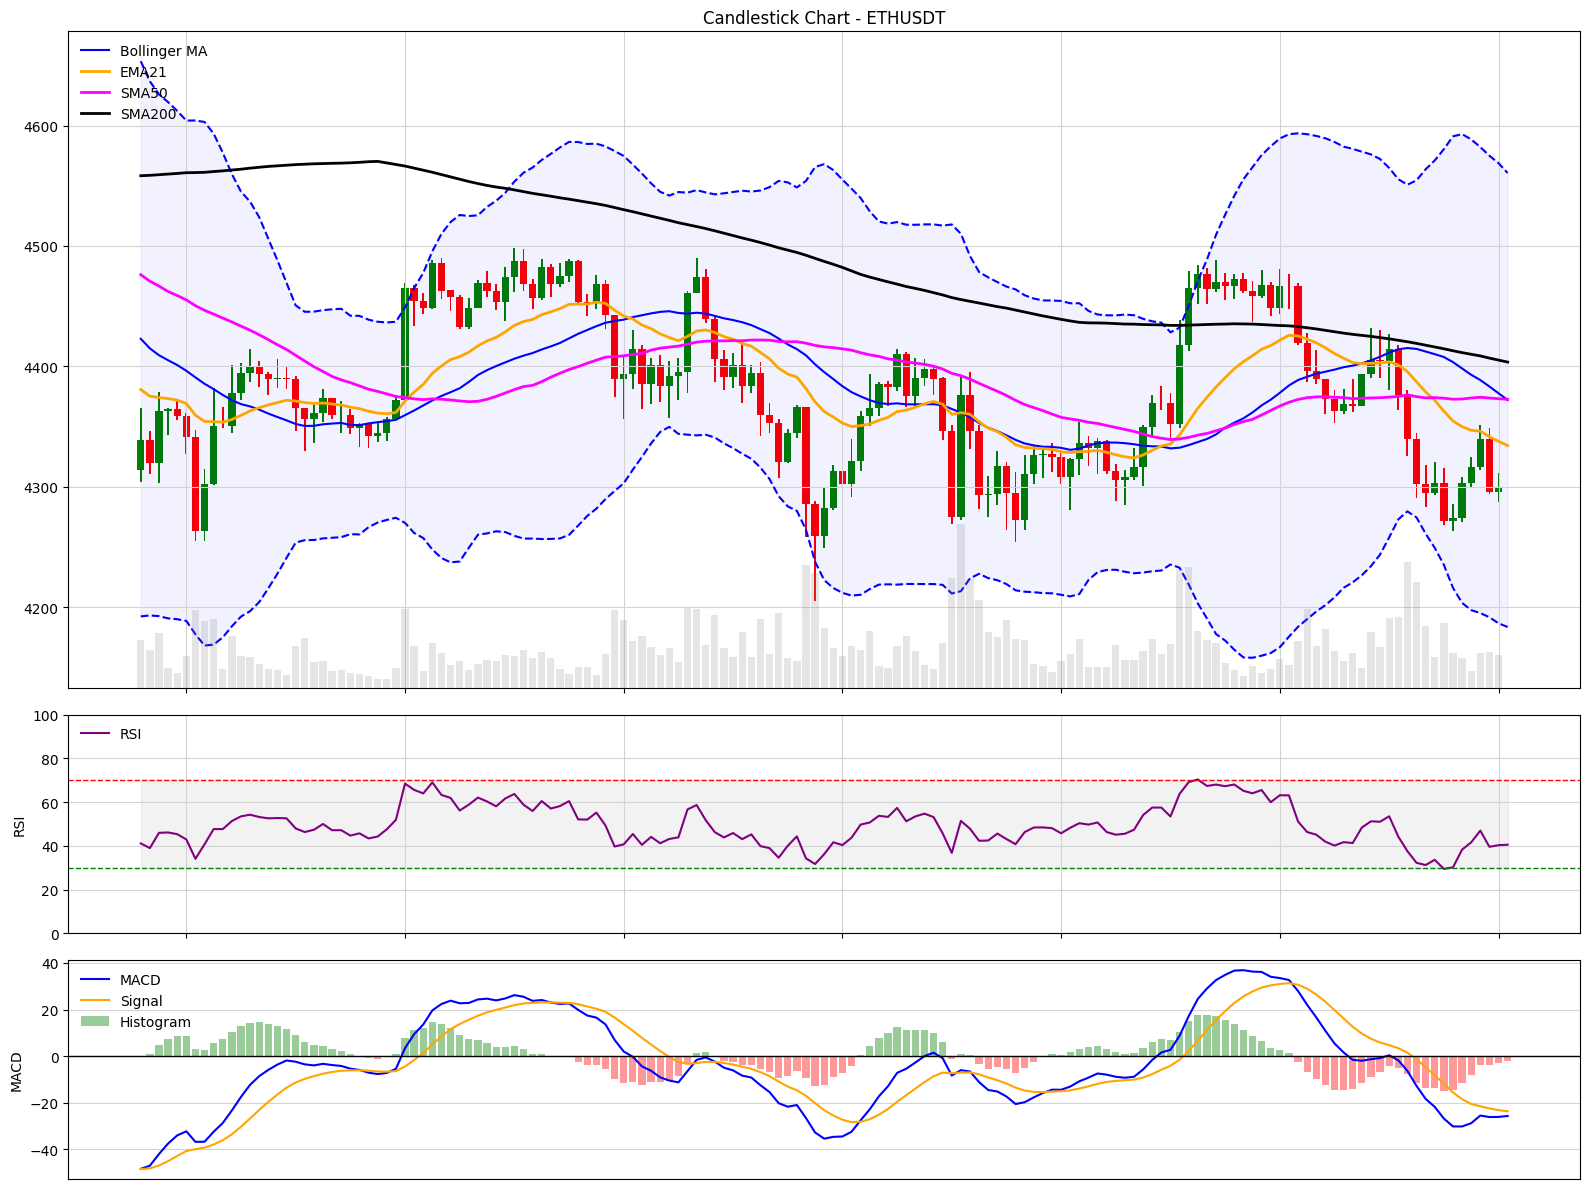 Candlestick Chart - ETHUSDT
Bollinger MA
EMA21
SMA50
SMA200
4600
4500
4400
4300
4200
RSI
100
80
60
40
20
0
RSI
MACD
Signal
Histogram
40
20
0
−20
−40
MACD